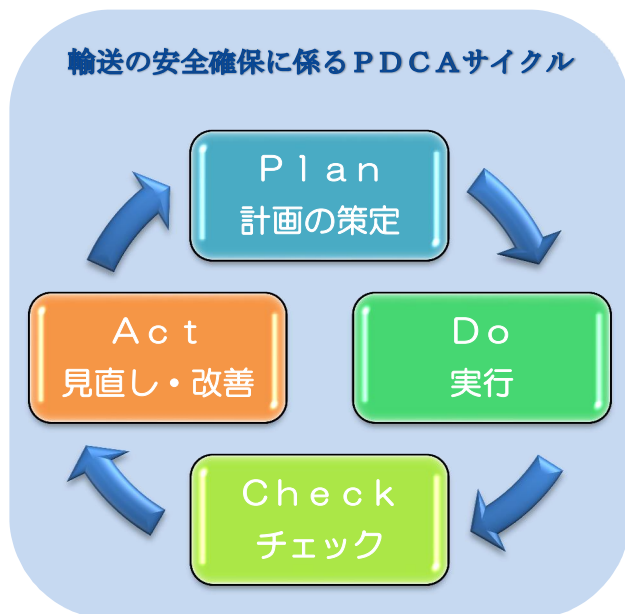 輸送の安全確保に係るＰＤＣＡサイクル
Ｐｌａｎ
計画の策定
Ｄｏ
実行
Ｃｈｅｃｋ
チェック
Ａｃｔ
見直し・改善